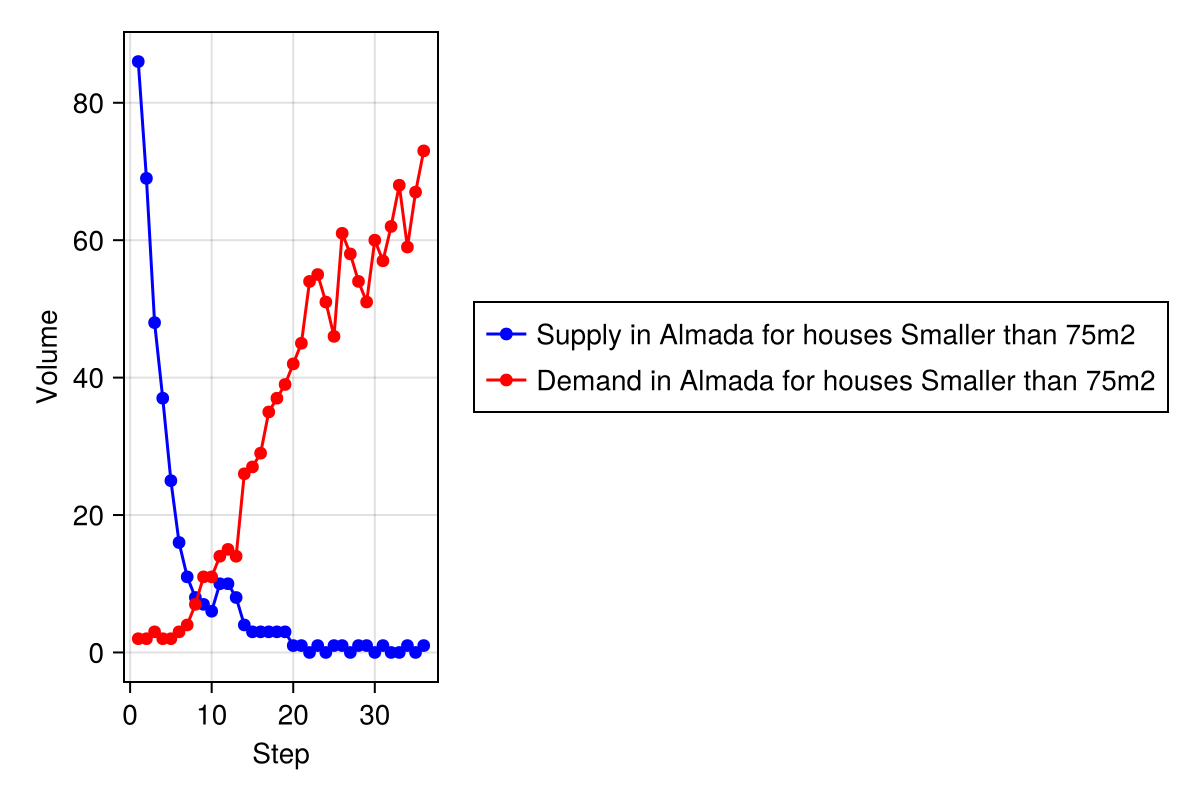 80
60
40
20
0
Volume
0 10 20 30
Step
Supply in Almada for houses Smaller than 75m2
Demand in Almada for houses Smaller than 75m2